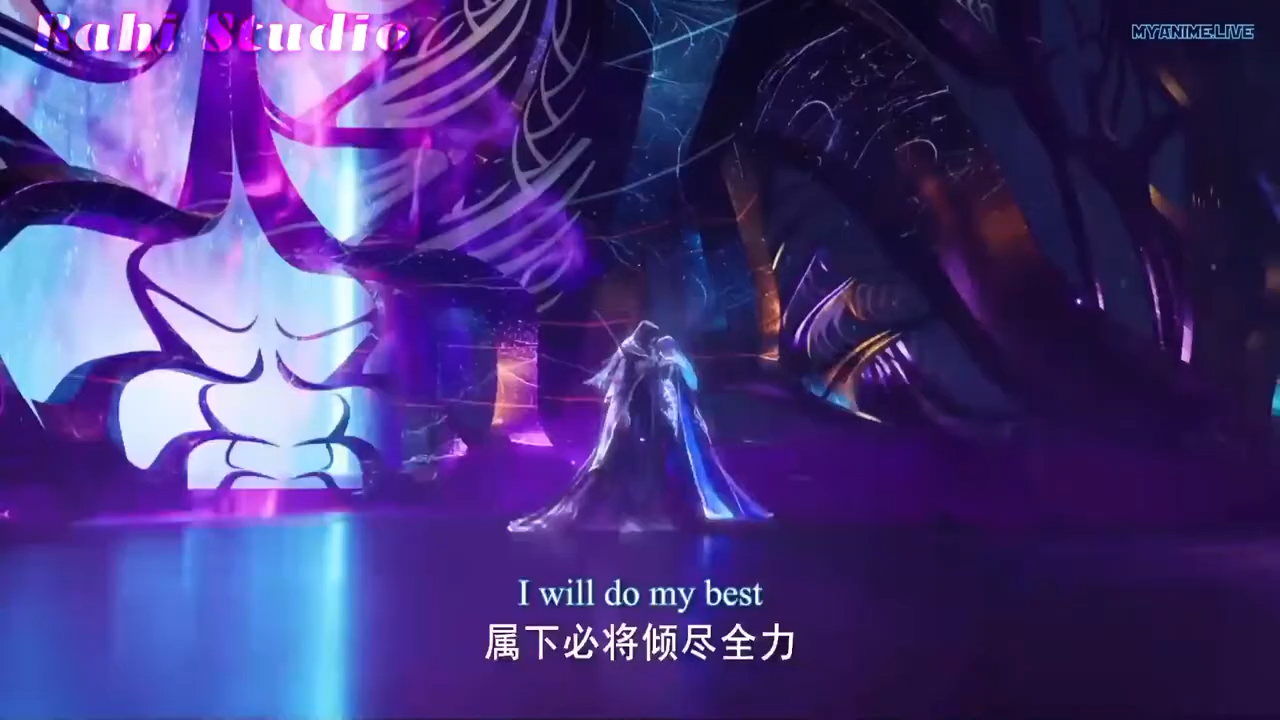 Rahi Studio
MYANIME.LIVE
I will do my best
属下必将倾尽全力